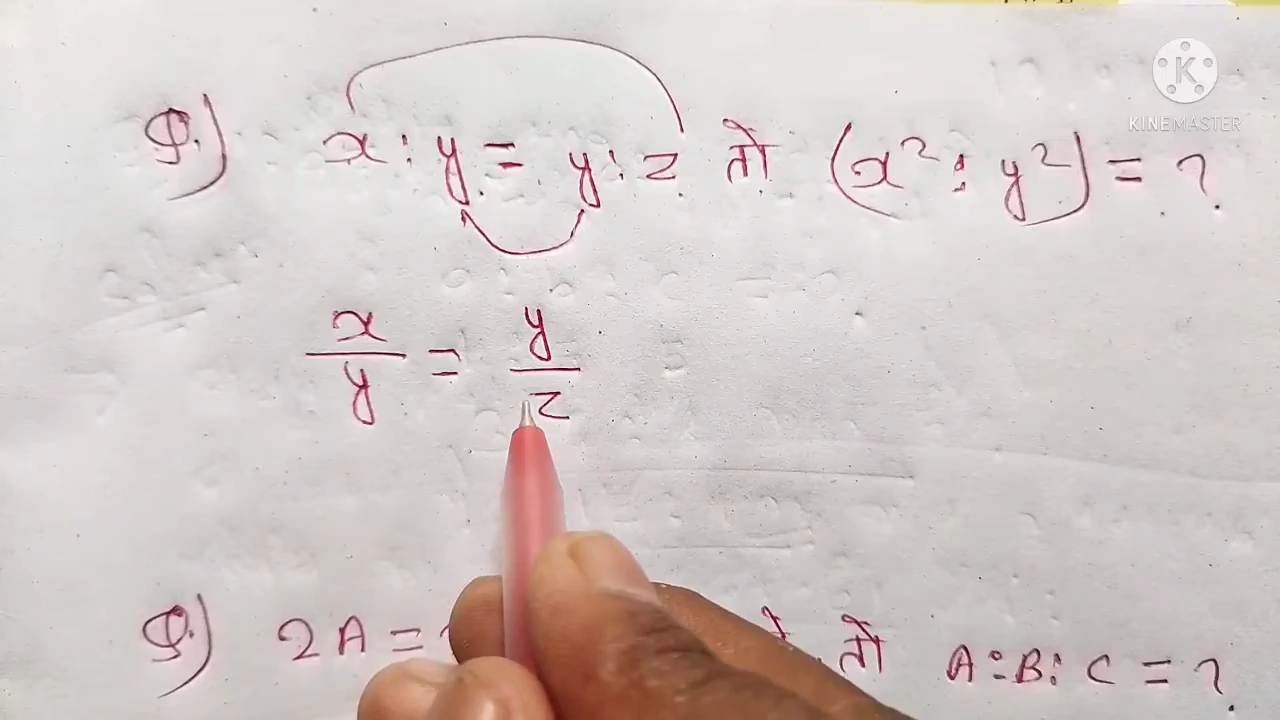 KINEMASTER
Q.) x : y = y : z तो (x² : y²) = ?
x/y = y/z
Q.) 2A = तो A : B : C = ?